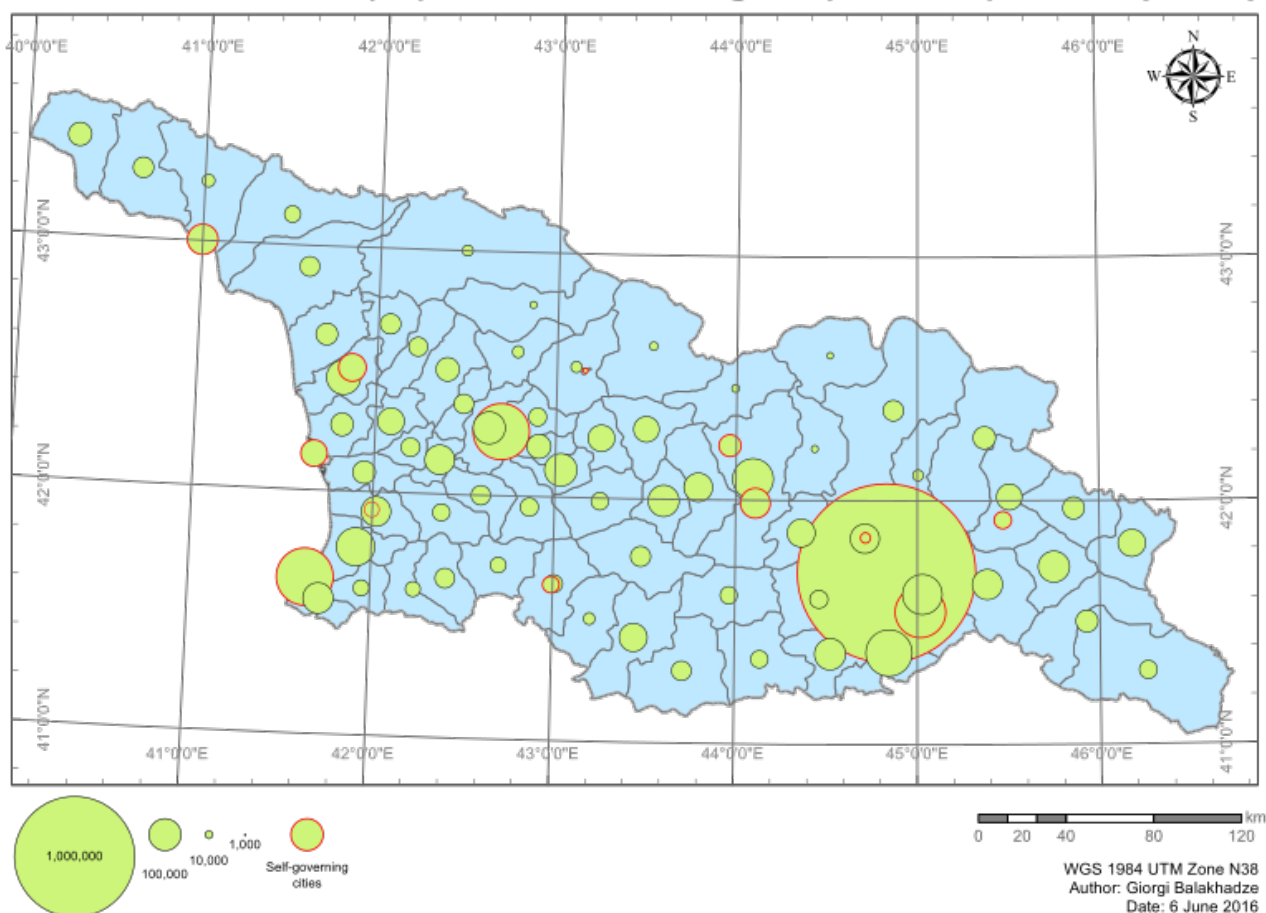 40°0'0"E 41°0'0"E 42°0'0"E 43°0'0"E 44°0'0"E 45°0'0"E 46°0'0"E
N
W E
S
43°0'0"N 43°0'0"N
42°0'0"N 42°0'0"N
41°0'0"N 41°0'0"N
41°0'0"E 42°0'0"E 43°0'0"E 44°0'0"E 45°0'0"E 46°0'0"E
1,000,000
100,000
10,000
1,000
Self-governing
cities
km
0 20 40 80 120
WGS 1984 UTM Zone N38
Author: Giorgi Balakhadze
Date: 6 June 2016